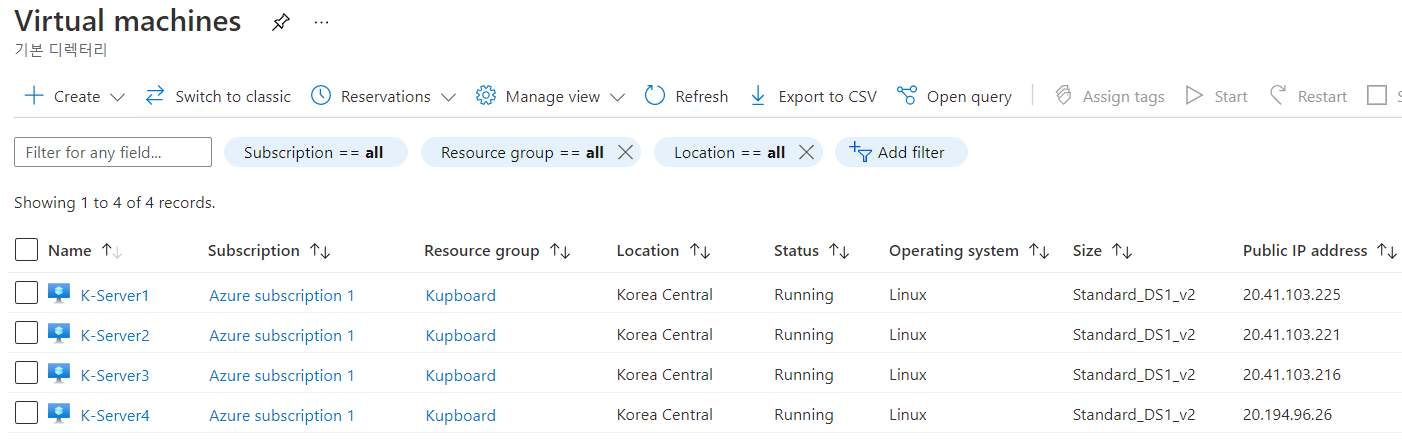 Virtual machines
기본 디렉터리
Create Switch to classic Reservations Manage view Refresh Export to CSV Open query Assign tags Start Restart S
Filter for any field... Subscription == all Resource group == all Location == all Add filter
Showing 1 to 4 of 4 records.
Name Subscription Resource group Location Status Operating system Size Public IP address
K-Server1 Azure subscription 1 Kupboard Korea Central Running Linux Standard_DS1_v2 20.41.103.225
K-Server2 Azure subscription 1 Kupboard Korea Central Running Linux Standard_DS1_v2 20.41.103.221
K-Server3 Azure subscription 1 Kupboard Korea Central Running Linux Standard_DS1_v2 20.41.103.216
K-Server4 Azure subscription 1 Kupboard Korea Central Running Linux Standard_DS1_v2 20.194.96.26